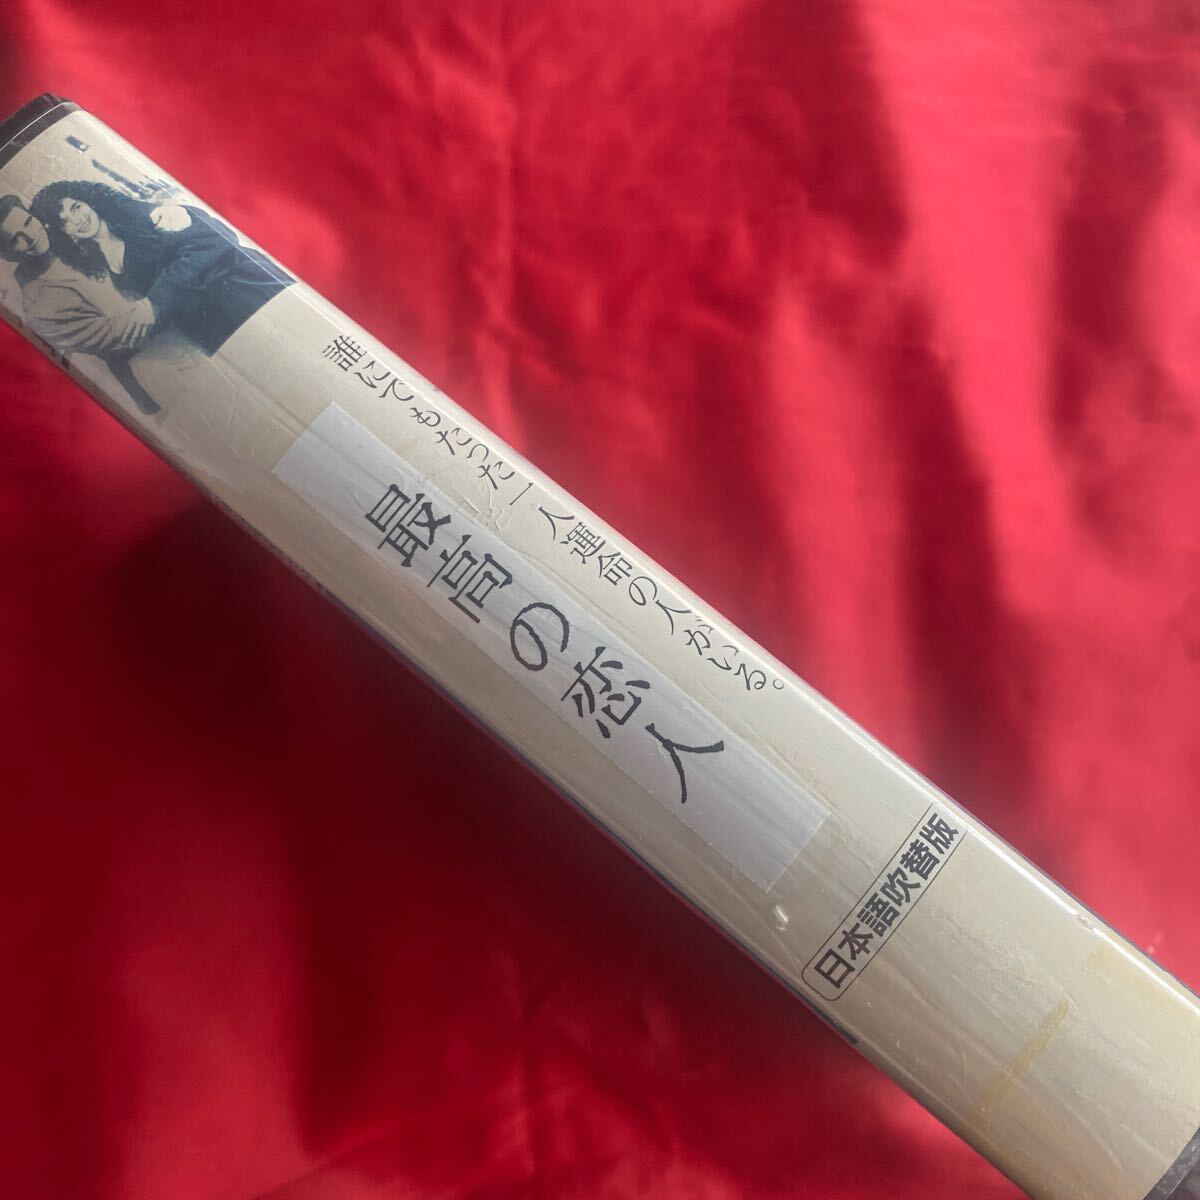 誰にでもたった一人運命の人がいる。
最高の恋人
日本語吹替版